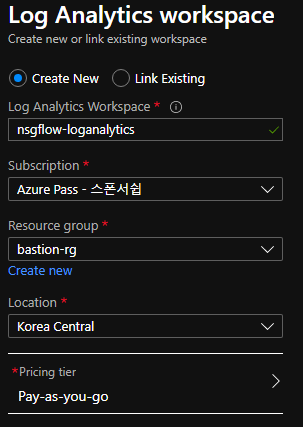 Log Analytics workspace
Create new or link existing workspace
Create New Link Existing
Log Analytics Workspace *
nsgflow-loganalytics
Subscription *
Azure Pass - 스폰서쉽
Resource group *
bastion-rg
Create new
Location *
Korea Central
*Pricing tier
Pay-as-you-go